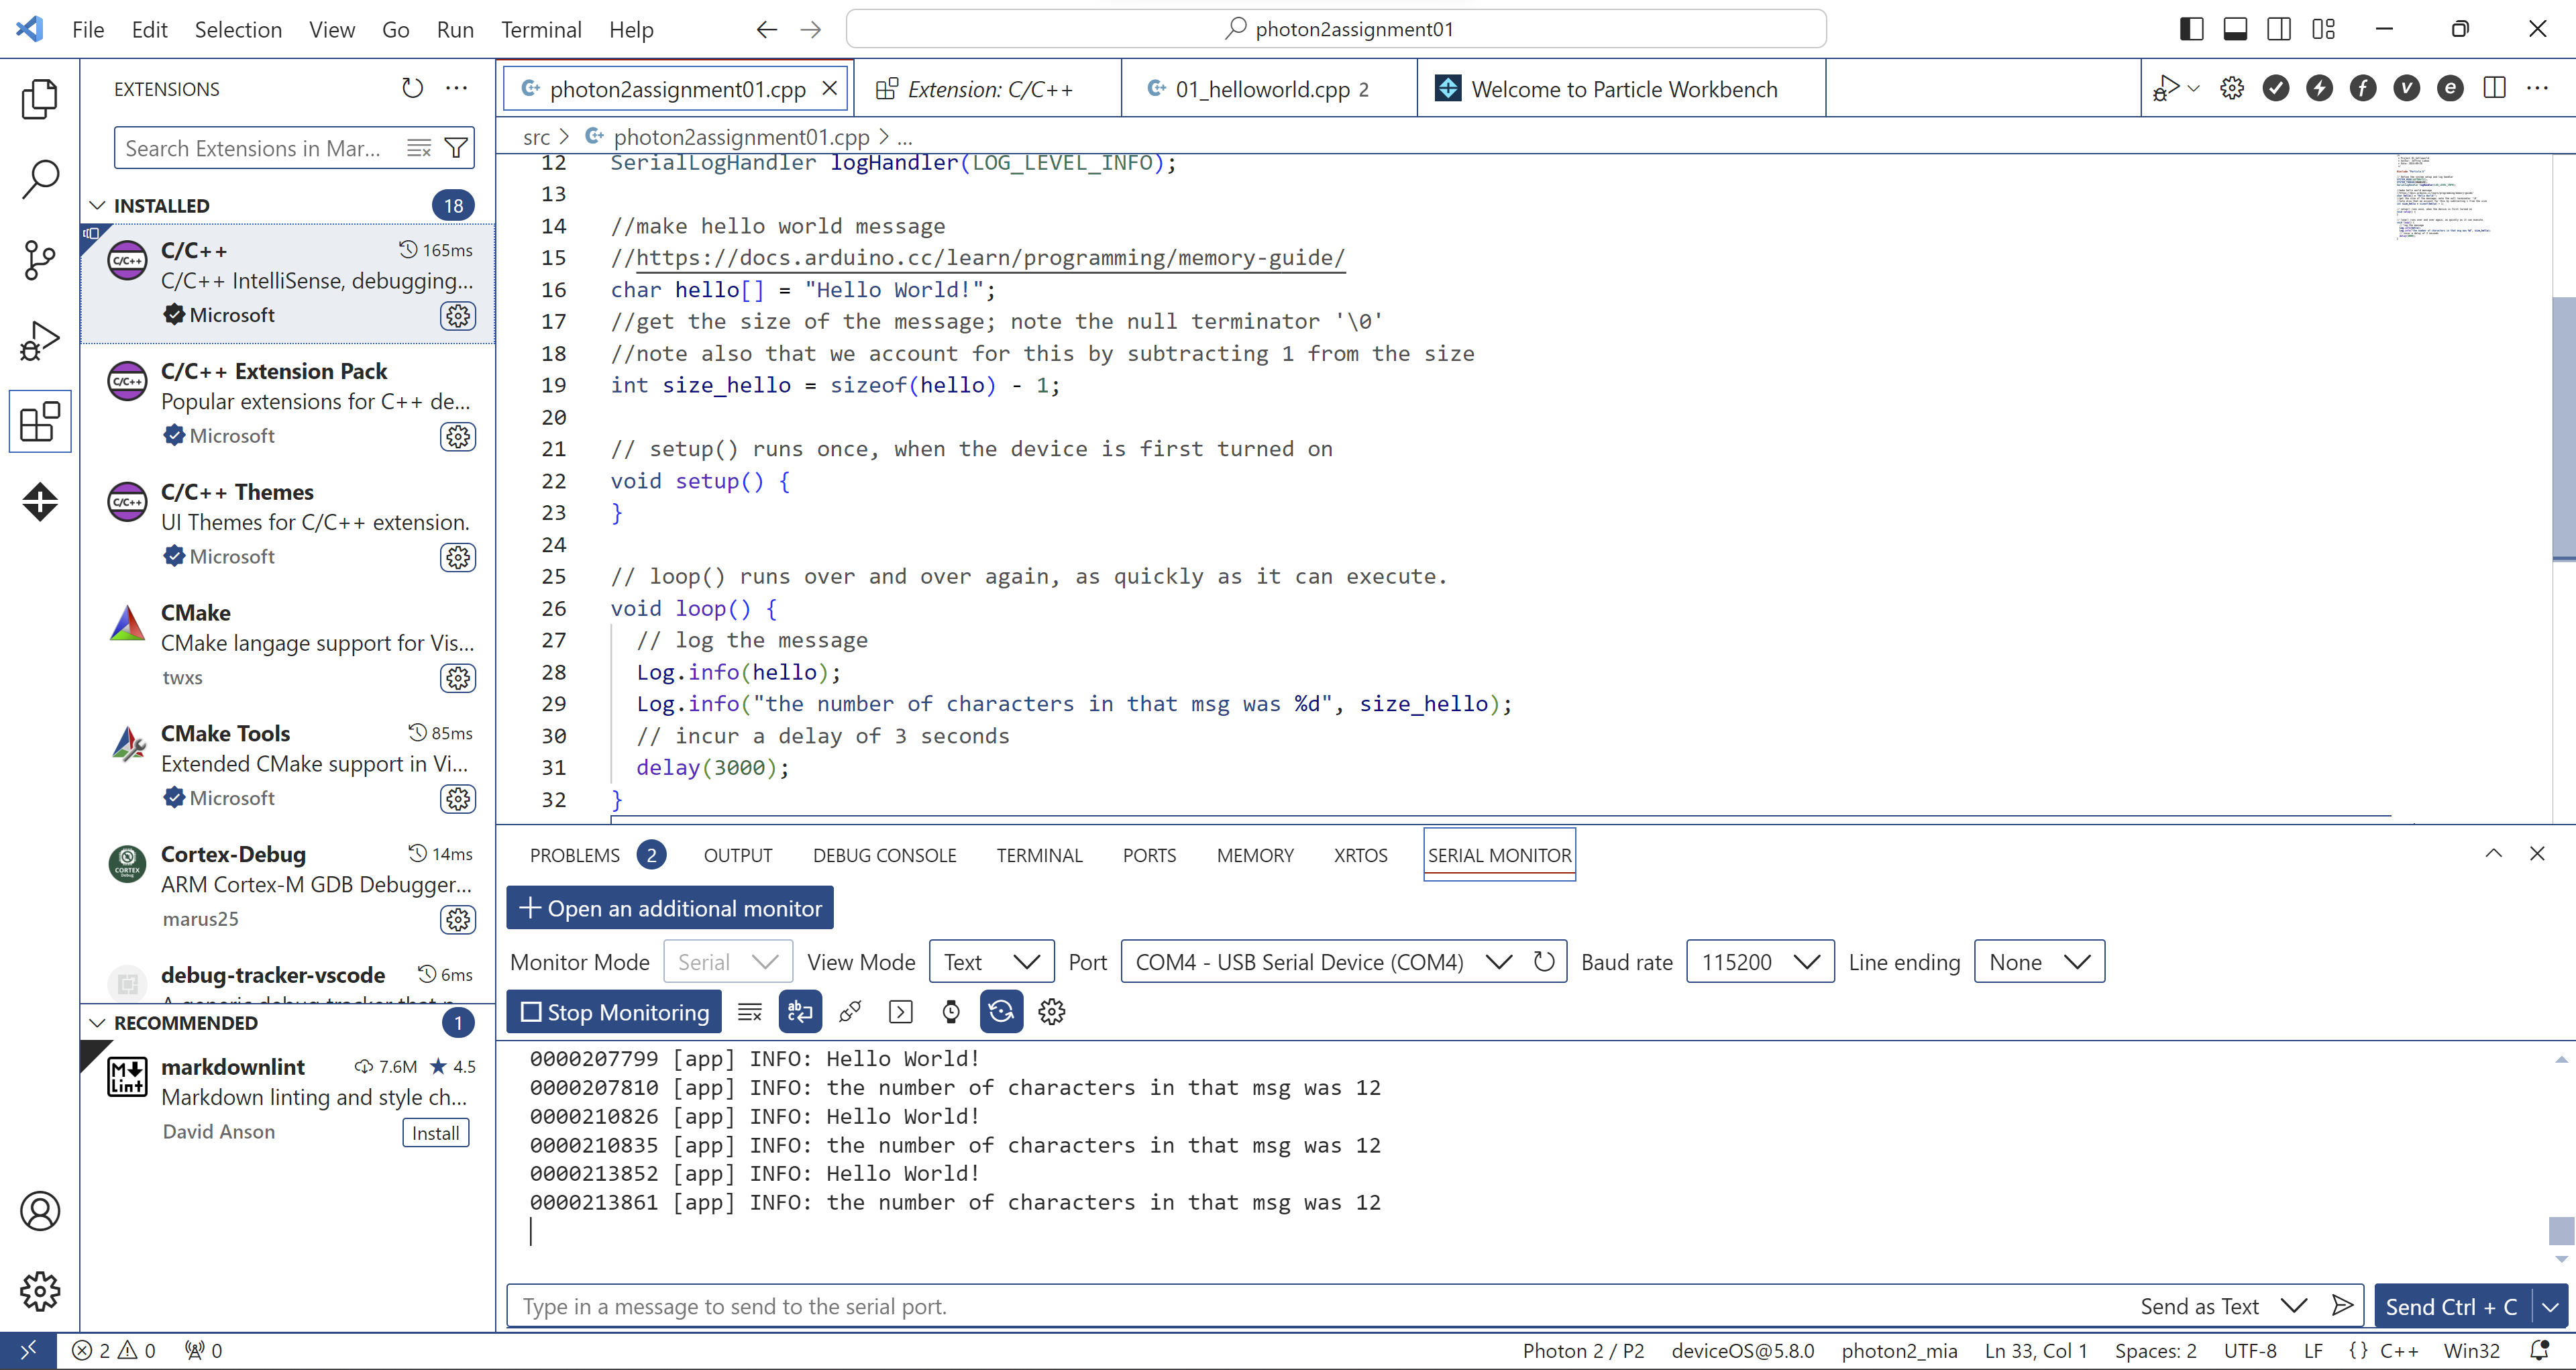 File Edit Selection View Go Run Terminal Help
photon2assignment01
EXTENSIONS
Search Extensions in Mar...
INSTALLED 18
C/C++ 165ms
C/C++ IntelliSense, debugging...
Microsoft
C/C++ Extension Pack
Popular extensions for C++ de...
Microsoft
C/C++ Themes
UI Themes for C/C++ extension.
Microsoft
CMake
CMake langage support for Vis...
twxs
CMake Tools 85ms
Extended CMake support in Vi...
Microsoft
Cortex-Debug 14ms
ARM Cortex-M GDB Debugger...
marus25
debug-tracker-vscode 6ms
RECOMMENDED 1
markdownlint 7.6M 4.5
Markdown linting and style ch...
David Anson
Install
photon2assignment01.cpp
Extension: C/C++
01_helloworld.cpp 2
Welcome to Particle Workbench
src > photon2assignment01.cpp > ...
12 SerialLogHandler logHandler(LOG_LEVEL_INFO);
13
14 //make hello world message
15 //https://docs.arduino.cc/learn/programming/memory-guide/
16 char hello[] = "Hello World!";
17 //get the size of the message; note the null terminator '\0'
18 //note also that we account for this by subtracting 1 from the size
19 int size_hello = sizeof(hello) - 1;
20
21 // setup() runs once, when the device is first turned on
22 void setup() {
23 }
24
25 // loop() runs over and over again, as quickly as it can execute.
26 void loop() {
27 // log the message
28 Log.info(hello);
29 Log.info("the number of characters in that msg was %d", size_hello);
30 // incur a delay of 3 seconds
31 delay(3000);
32 }
PROBLEMS 2 OUTPUT DEBUG CONSOLE TERMINAL PORTS MEMORY XRTOS SERIAL MONITOR
Open an additional monitor
Monitor Mode Serial View Mode Text Port COM4 - USB Serial Device (COM4) Baud rate 115200 Line ending None
Stop Monitoring
0000207799 [app] INFO: Hello World!
0000207810 [app] INFO: the number of characters in that msg was 12
0000210826 [app] INFO: Hello World!
0000210835 [app] INFO: the number of characters in that msg was 12
0000213852 [app] INFO: Hello World!
0000213861 [app] INFO: the number of characters in that msg was 12
Type in a message to send to the serial port.
Send as Text
Send Ctrl + C
2 0 0
Photon 2 / P2 deviceOS@5.8.0 photon2_mia Ln 33, Col 1 Spaces: 2 UTF-8 LF {} C++ Win32